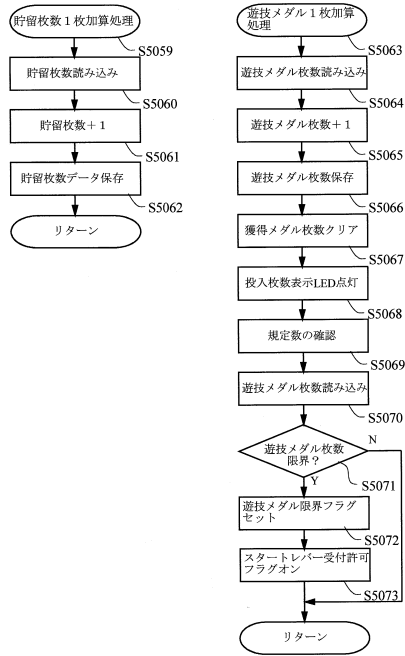 貯留枚数1枚加算処理
S5059
貯留枚数読み込み
S5060
貯留枚数+1
S5061
貯留枚数データ保存
S5062
リターン
遊技メダル1枚加算
処理
S5063
遊技メダル枚数読み込み
S5064
遊技メダル枚数+1
S5065
遊技メダル枚数保存
S5066
獲得メダル枚数クリア
S5067
投入枚数表示LED点灯
S5068
規定数の確認
S5069
遊技メダル枚数読み込み
S5070
遊技メダル枚数
限界?
N
Y
S5071
遊技メダル限界フラグ
セット
S5072
スタートレバー受付許可
フラグオン
S5073
リターン